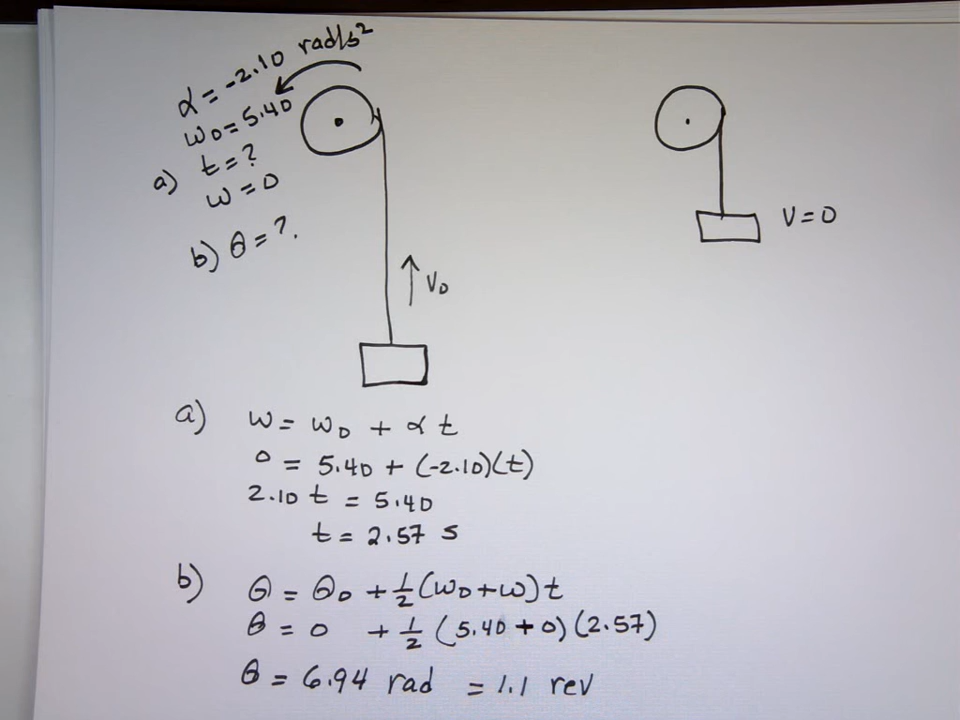 α = -2.10 rad/s²
ω₀ = 5.40
a) t = ?
ω = 0
b) θ = ?.
V₀
V = 0
a) ω = ω₀ + α t
0 = 5.40 + (-2.10)(t)
2.10 t = 5.40
t = 2.57 s
b) θ = θ₀ + 1/2 (ω₀ + ω) t
θ = 0 + 1/2 (5.40 + 0) (2.57)
θ = 6.94 rad = 1.1 rev